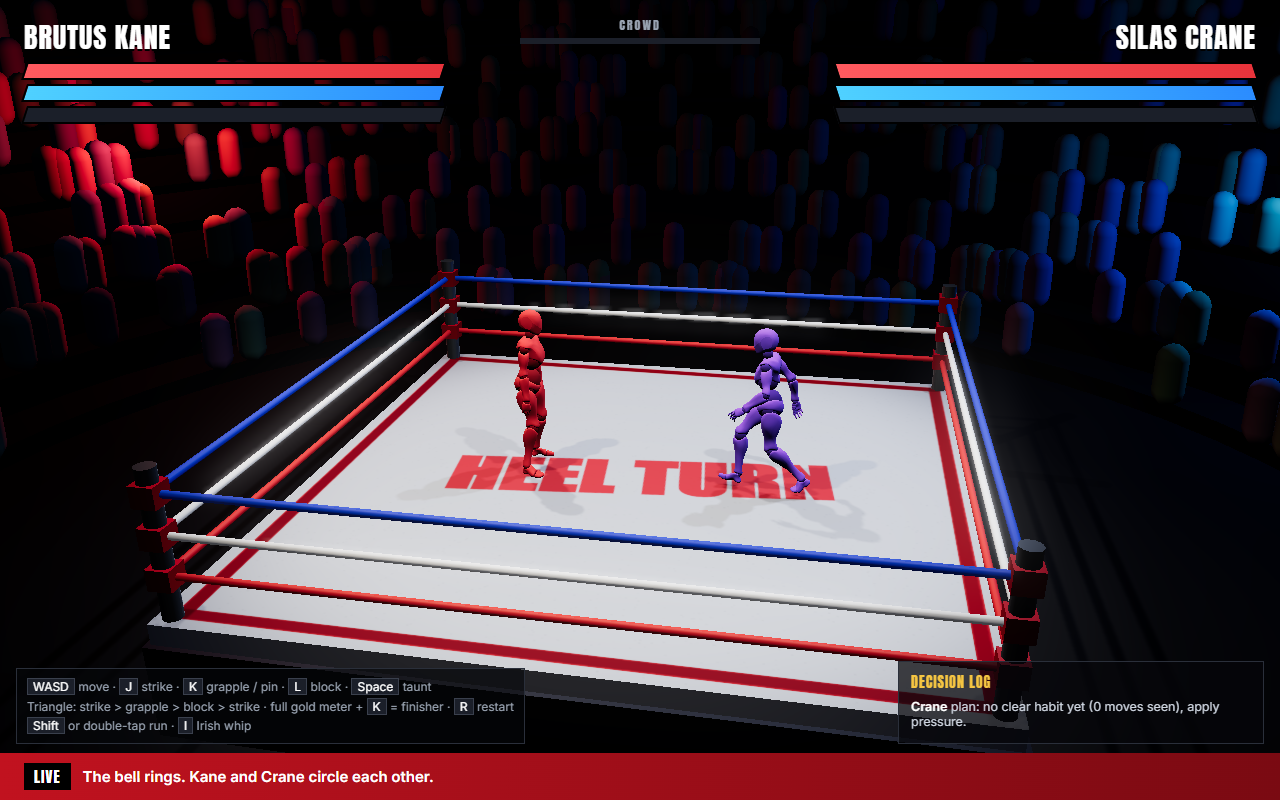 BRUTUS KANE
CROWD
SILAS CRANE
HEEL TURN
WASD move · J strike · K grapple / pin · L block · Space taunt
Triangle: strike > grapple > block > strike · full gold meter + K = finisher · R restart
Shift or double-tap run · I Irish whip
DECISION LOG
Crane plan: no clear habit yet (0 moves seen), apply
pressure.
LIVE The bell rings. Kane and Crane circle each other.